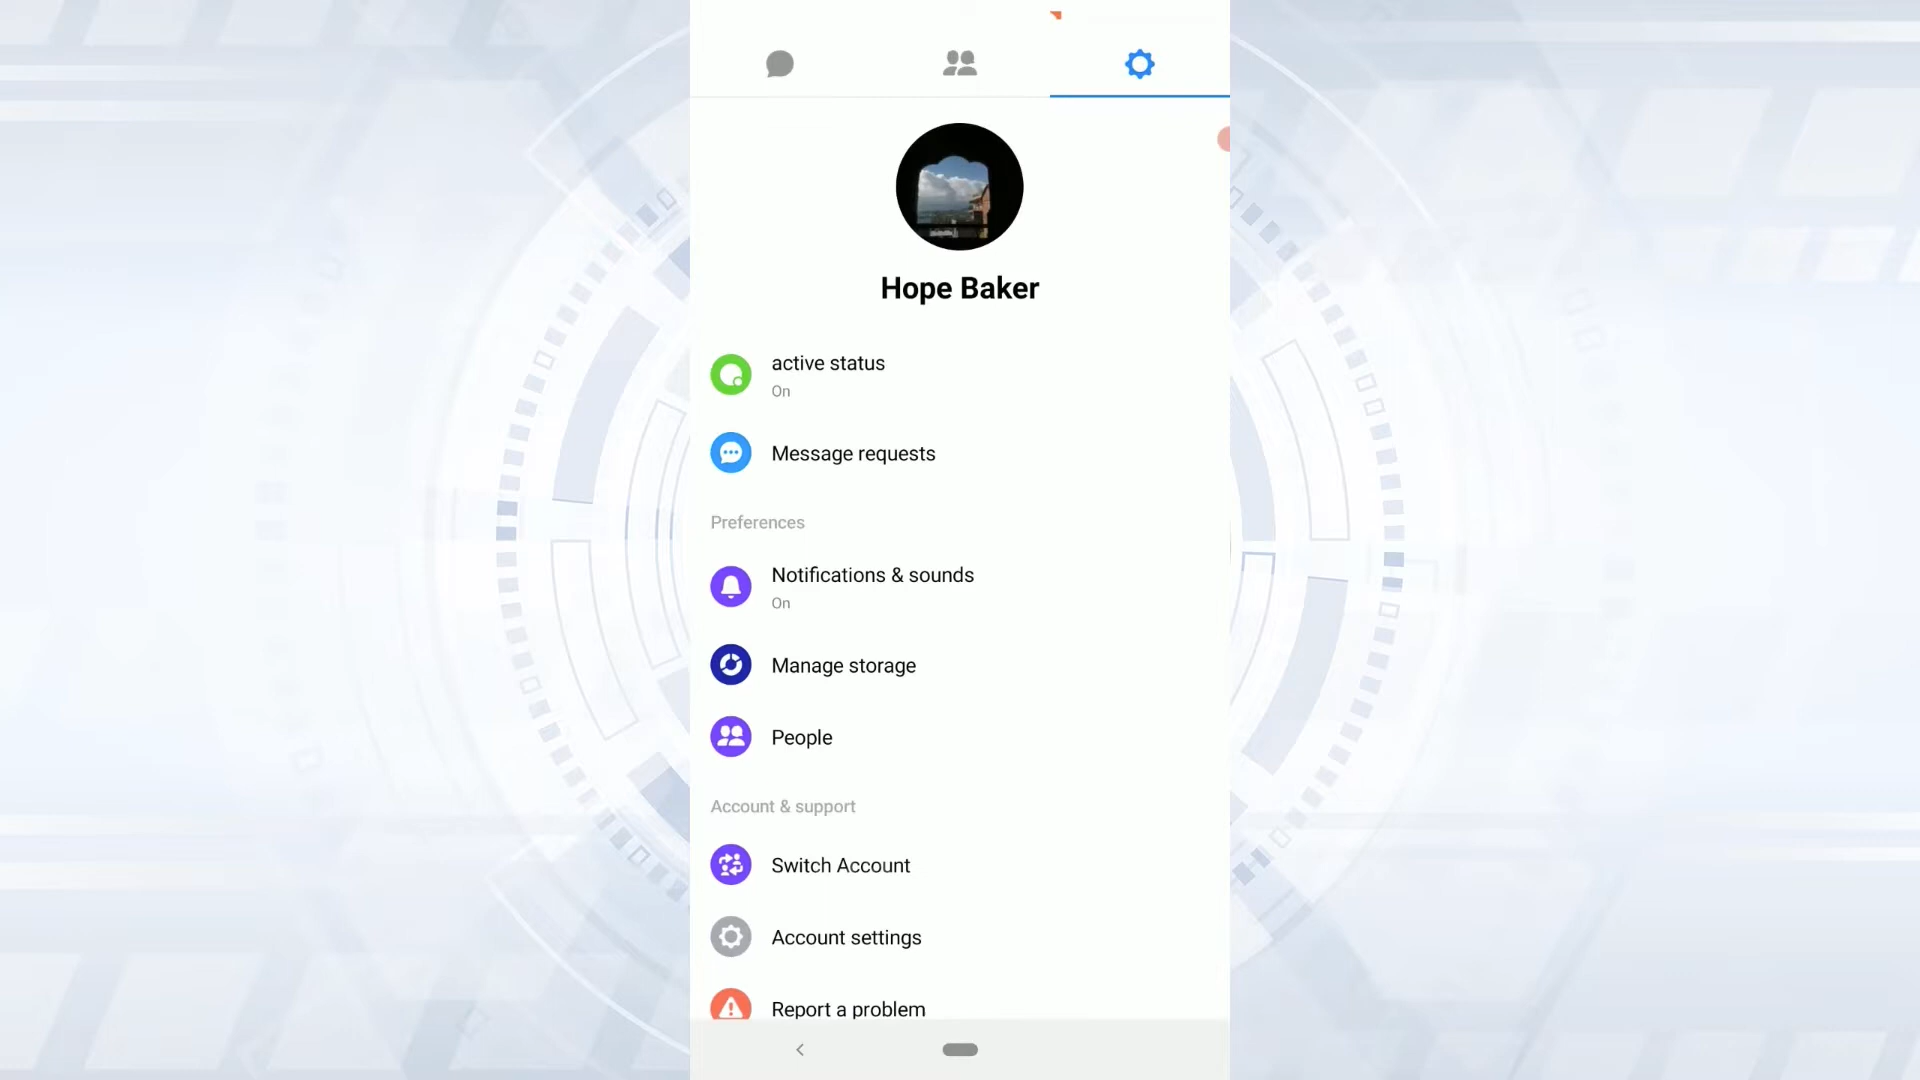 Hope Baker
active status
On
Message requests
Preferences
Notifications & sounds
On
Manage storage
People
Account & support
Switch Account
Account settings
Report a problem